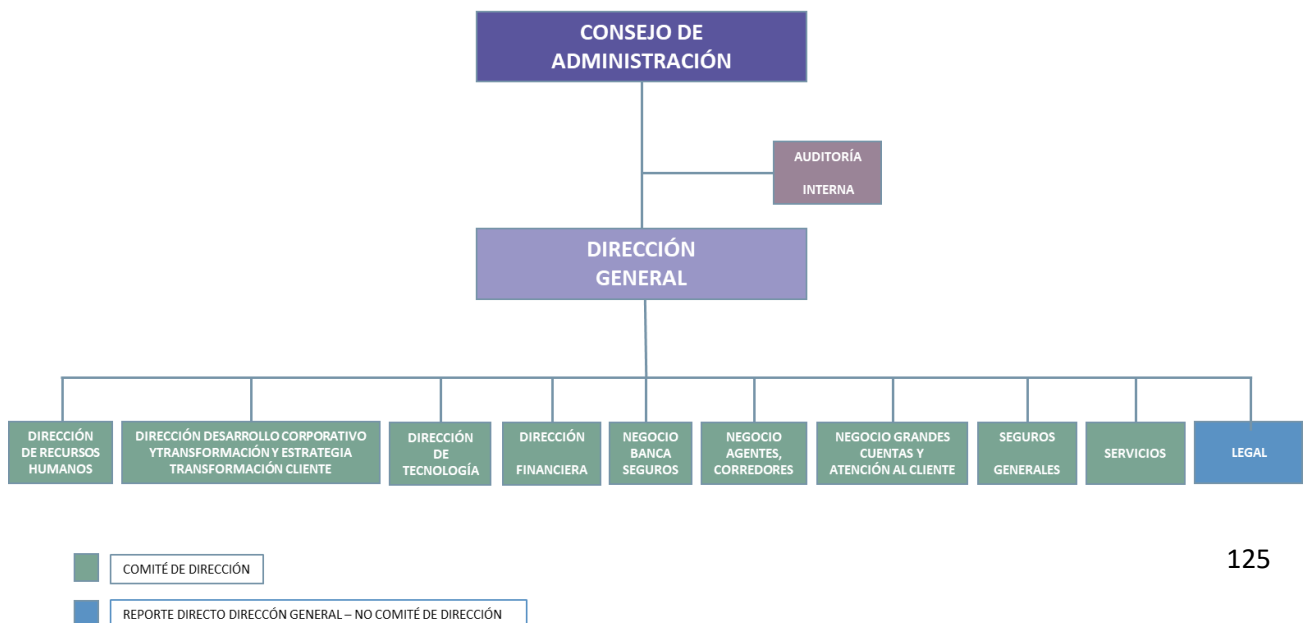 CONSEJO DE
ADMINISTRACIÓN
AUDITORÍA
INTERNA
DIRECCIÓN
GENERAL
DIRECCIÓN
DE RECURSOS
HUMANOS
DIRECCIÓN DESARROLLO CORPORATIVO
YTRANSFORMACIÓN Y ESTRATEGIA
TRANSFORMACIÓN CLIENTE
DIRECCIÓN
DE
TECNOLOGÍA
DIRECCIÓN
FINANCIERA
NEGOCIO
BANCA
SEGUROS
NEGOCIO
AGENTES,
CORREDORES
NEGOCIO GRANDES
CUENTAS Y
ATENCIÓN AL CLIENTE
SEGUROS
GENERALES
SERVICIOS
LEGAL
COMITÉ DE DIRECCIÓN
125
REPORTE DIRECTO DIRECCÓN GENERAL – NO COMITÉ DE DIRECCIÓN